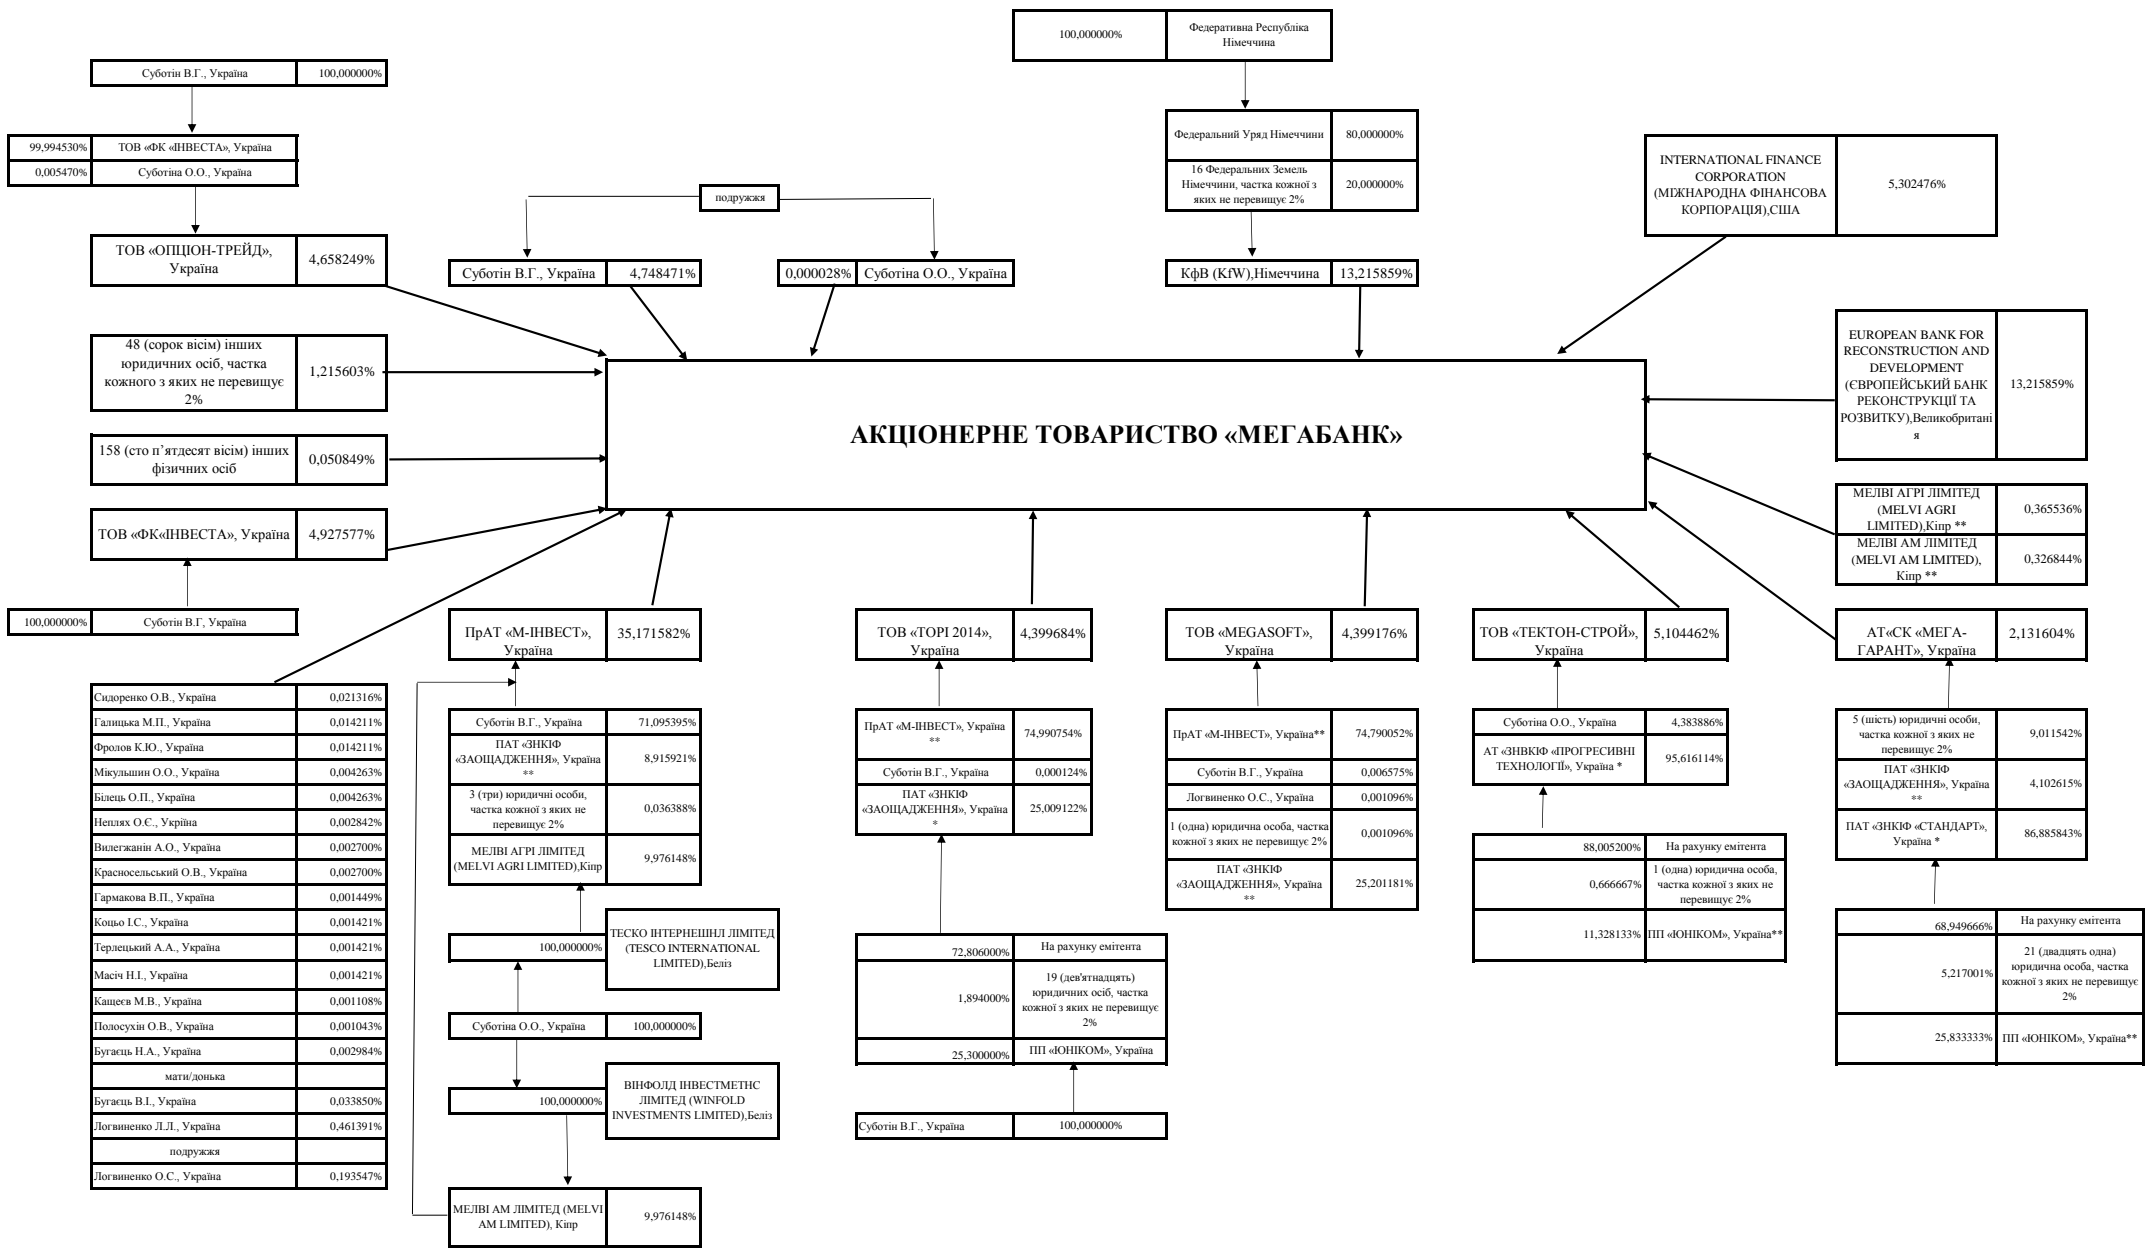 100,000000%
Федеративна Республіка
Німеччина
Суботін В.Г., Україна
100,000000%
99,994530%
ТОВ «ФК «ІНВЕСТА», Україна
0,005470%
Суботіна О.О., Україна
Федеральний Уряд Німеччини
80,000000%
16 Федеральних Земель
Німеччини, частка кожної з
яких не перевищує 2%
20,000000%
INTERNATIONAL FINANCE
CORPORATION
(МІЖНАРОДНА ФІНАНСОВА
КОРПОРАЦІЯ),США
5,302476%
подружжя
ТОВ «ОПЦІОН-ТРЕЙД»,
Україна
4,658249%
Суботін В.Г., Україна
4,748471%
0,000028%
Суботіна О.О., Україна
КфВ (KfW),Німеччина
13,215859%
48 (сорок вісім) інших
юридичних осіб, частка
кожного з яких не перевищує
2%
1,215603%
EUROPEAN BANK FOR
RECONSTRUCTION AND
DEVELOPMENT
(ЄВРОПЕЙСЬКИЙ БАНК
РЕКОНСТРУКЦІЇ ТА
РОЗВИТКУ),Великобритані
я
13,215859%
АКЦІОНЕРНЕ ТОВАРИСТВО «МЕГАБАНК»
158 (сто п’ятдесят вісім) інших
фізичних осіб
0,050849%
МЕЛВІ АГРІ ЛІМІТЕД
(MELVI AGRI
LIMITED),Кіпр **
0,365536%
МЕЛВІ АМ ЛІМІТЕД
(MELVI AM LIMITED),
Кіпр **
0,326844%
ТОВ «ФК«ІНВЕСТА», Україна
4,927577%
100,000000%
Суботін В.Г, Україна
ПрАТ «М-ІНВЕСТ»,
Україна
35,171582%
ТОВ «ТОРІ 2014»,
Україна
4,399684%
ТОВ «MEGASOFT»,
Україна
4,399176%
ТОВ «ТЕКТОН-СТРОЙ»,
Україна
5,104462%
АТ«СК «МЕГА-
ГАРАНТ», Україна
2,131604%
Сидоренко О.В., Україна
0,021316%
Галицька М.П., Україна
0,014211%
Фролов К.Ю., Україна
0,014211%
Мікульшин О.О., Україна
0,004263%
Білець О.П., Україна
0,004263%
Неплях О.Є., Укріїна
0,002842%
Вилегжанін А.О., Україна
0,002700%
Красносельський О.В., Україна
0,002700%
Гармакова В.П., Україна
0,001449%
Коцьо І.С., Україна
0,001421%
Терлецький А.А., Україна
0,001421%
Масіч Н.І., Україна
0,001421%
Кащеєв М.В., Україна
0,001108%
Полосухін О.В., Україна
0,001043%
Бугаєць Н.А., Україна
0,002984%
мати/донька
Бугаєць В.І., Україна
0,033850%
Логвиненко Л.Л., Україна
0,461391%
подружжя
Логвиненко О.С., Україна
0,193547%
Суботін В.Г., Україна
71,095395%
ПАТ «ЗНКІФ
«ЗАОЩАДЖЕННЯ», Україна
**
8,915921%
3 (три) юридичні особи,
частка кожної з яких не
перевищує 2%
0,036388%
МЕЛВІ АГРІ ЛІМІТЕД
(MELVI AGRI LIMITED),Кіпр
9,976148%
100,000000%
ТЕСКО ІНТЕРНЕШНЛ ЛІМІТЕД
(TESCO INTERNATIONAL
LIMITED),Беліз
Суботіна О.О., Україна
100,000000%
100,000000%
ВІНФОЛД ІНВЕСТМЕТНС
ЛІМІТЕД (WINFOLD
INVESTMENTS LIMITED),Беліз
МЕЛВІ АМ ЛІМІТЕД (MELVI
AM LIMITED), Кіпр
9,976148%
ПрАТ «М-ІНВЕСТ», Україна
**
74,990754%
Суботін В.Г., Україна
0,000124%
ПАТ «ЗНКІФ
«ЗАОЩАДЖЕННЯ», Україна
*
25,009122%
72,806000%
На рахунку емітента
1,894000%
19 (дев'ятнадцять)
юридичних осіб, частка
кожної з яких не перевищує
2%
25,300000%
ПП «ЮНІКОМ», Україна
Суботін В.Г., Україна
100,000000%
ПрАТ «М-ІНВЕСТ», Україна**
74,790052%
Суботін В.Г., Україна
0,006575%
Логвиненко О.С., Україна
0,001096%
1 (одна) юридична особа, частка
кожної з яких не перевищує 2%
0,001096%
ПАТ «ЗНКІФ
«ЗАОЩАДЖЕННЯ», Україна
**
25,201181%
Суботіна О.О., Україна
4,383886%
АТ «ЗНВКІФ «ПРОГРЕСИВНІ
ТЕХНОЛОГІЇ», Україна *
95,616114%
88,005200%
На рахунку емітента
0,666667%
1 (одна) юридична особа,
частка кожної з яких не
перевищує 2%
11,328133%
ПП «ЮНІКОМ», Україна**
5 (шість) юридичні особи,
частка кожної з яких не
перевищує 2%
9,011542%
ПАТ «ЗНКІФ
«ЗАОЩАДЖЕННЯ», Україна
**
4,102615%
ПАТ «ЗНКІФ «СТАНДАРТ»,
Україна *
86,885843%
68,949666%
На рахунку емітента
5,217001%
21 (двадцять одна)
юридична особа, частка
кожної з яких не перевищує
2%
25,833333%
ПП «ЮНІКОМ», Україна**